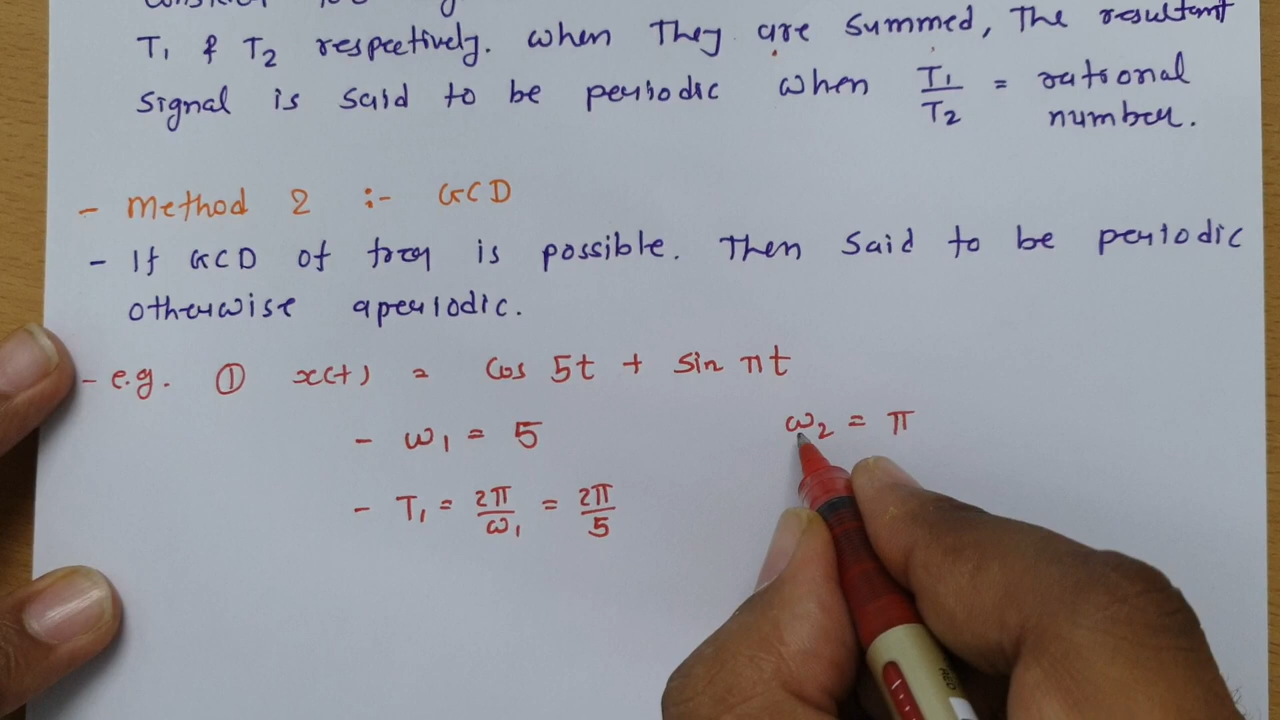 T₁ & T₂ respectively. When They are summed, The resultant
signal is said to be periodic when T₁/T₂ = rational number.
- Method 2 :- GCD
- If GCD of freq is possible. Then said to be periodic
otherwise aperiodic.
- e.g. ① x(t) = cos 5t + sin πt
- ω₁ = 5 ω₂ = π
- T₁ = 2π/ω₁ = 2π/5
RED